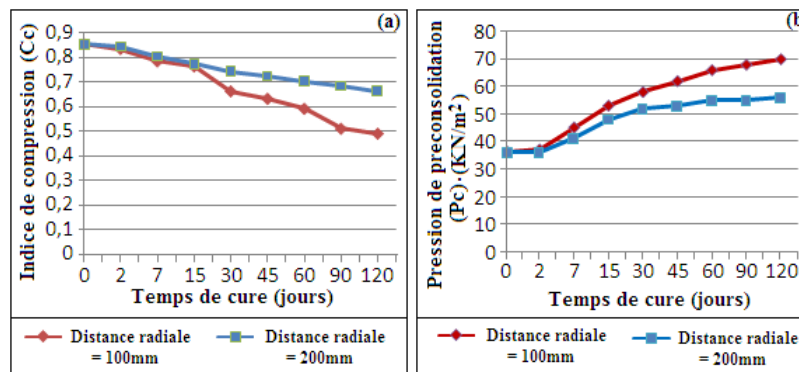 (a)
Indice de compression (Cc)
0,9
0,8
0,7
0,6
0,5
0,4
0,3
0,2
0,1
0
0 2 7 15 30 45 60 90 120
Temps de cure (jours)
Distance radiale = 100mm
Distance radiale = 200mm
(b
Pression de preconsolidation
(Pc)·(KN/m²)
80
70
60
50
40
30
20
10
0
0 2 7 15 30 45 60 90 120
Temps de cure (jours)
Distance radiale = 100mm
Distance radiale = 200mm